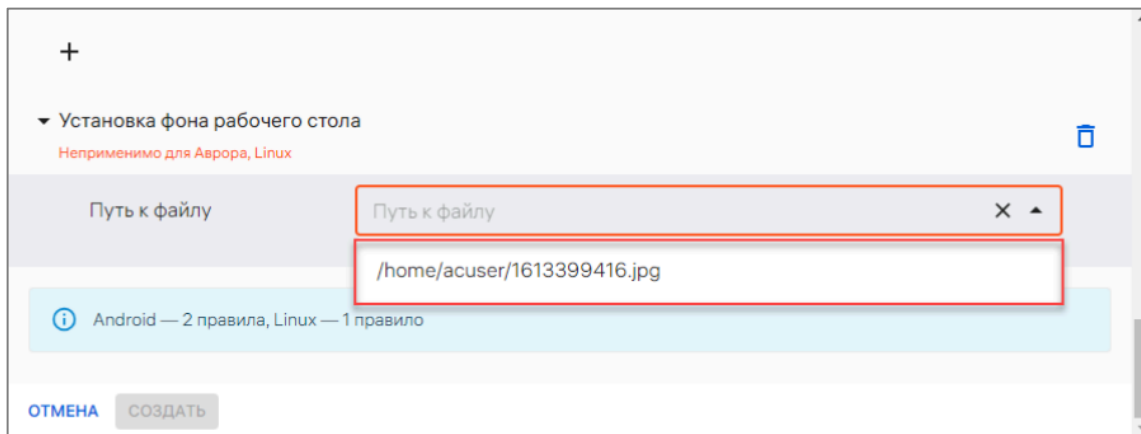 +
Установка фона рабочего стола
Неприменимо для Аврора, Linux
Путь к файлу
Путь к файлу
/home/acuser/1613399416.jpg
Android — 2 правила, Linux — 1 правило
ОТМЕНА СОЗДАТЬ